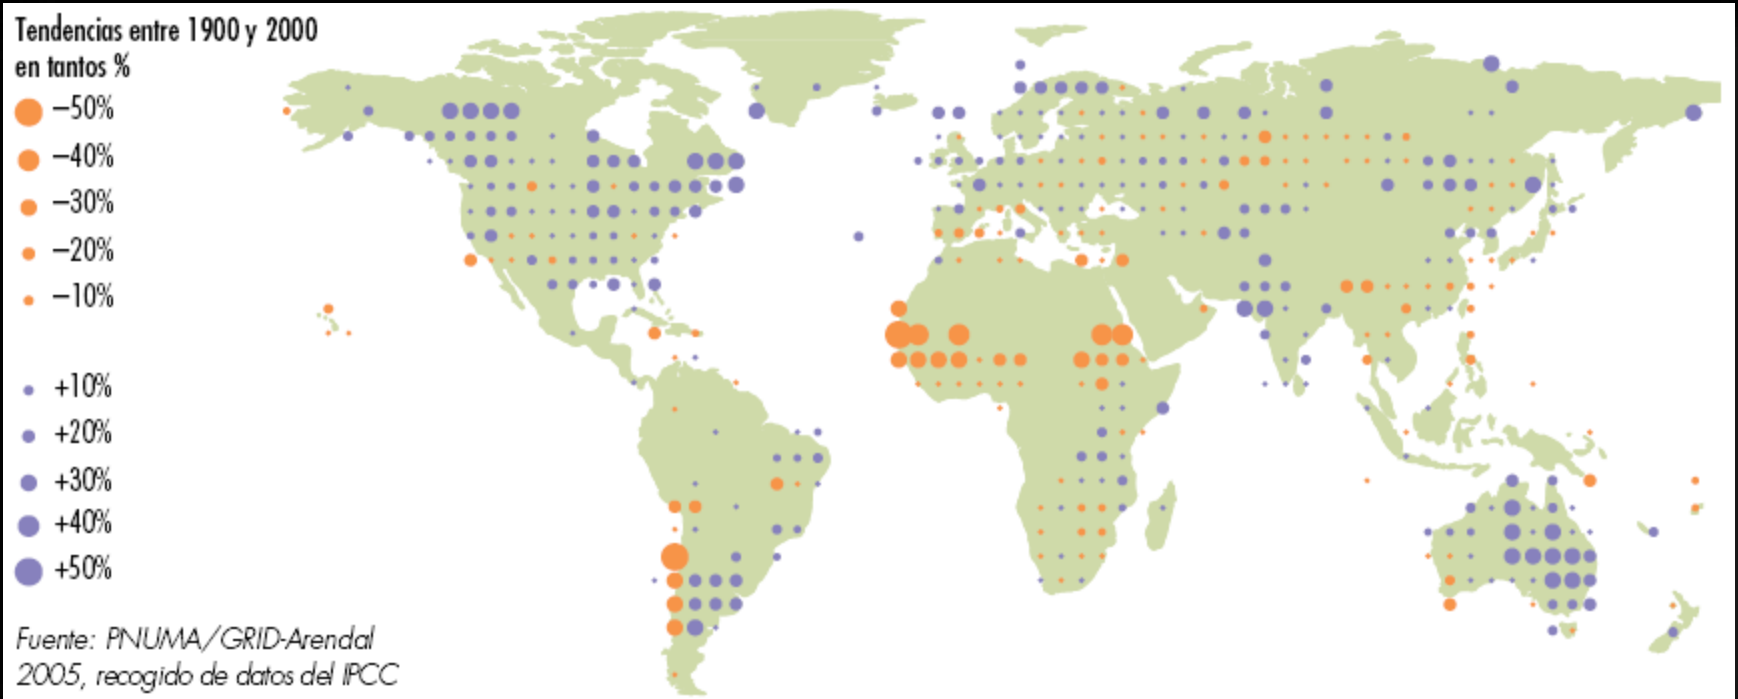 Tendencias entre 1900 y 2000
en tantos %
–50%
–40%
–30%
–20%
–10%
+10%
+20%
+30%
+40%
+50%
Fuente: PNUMA/GRID-Arendal
2005, recogido de datos del IPCC